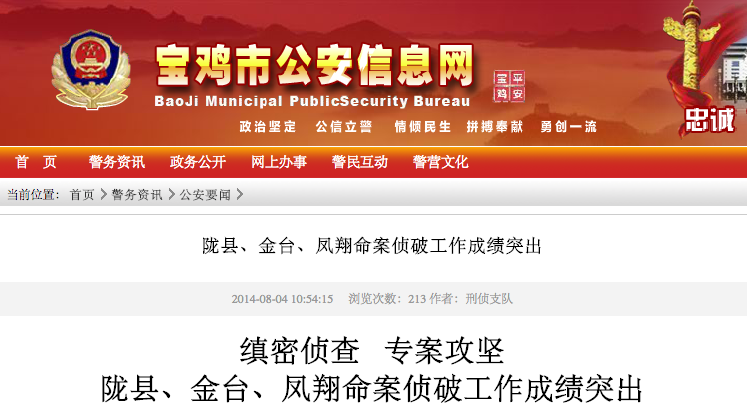 宝鸡市公安信息网
BaoJi Municipal PublicSecurity Bureau
宝鸡
平安
政治坚定 公信立警 情倾民生 拼搏奉献 勇创一流
忠诚
首 页 警务资讯 政务公开 网上办事 警民互动 警营文化
当前位置: 首页 > 警务资讯 > 公安要闻 >
陇县、金台、凤翔命案侦破工作成绩突出
2014-08-04 10:54:15 浏览次数：213 作者：刑侦支队
缜密侦查 专案攻坚
陇县、金台、凤翔命案侦破工作成绩突出